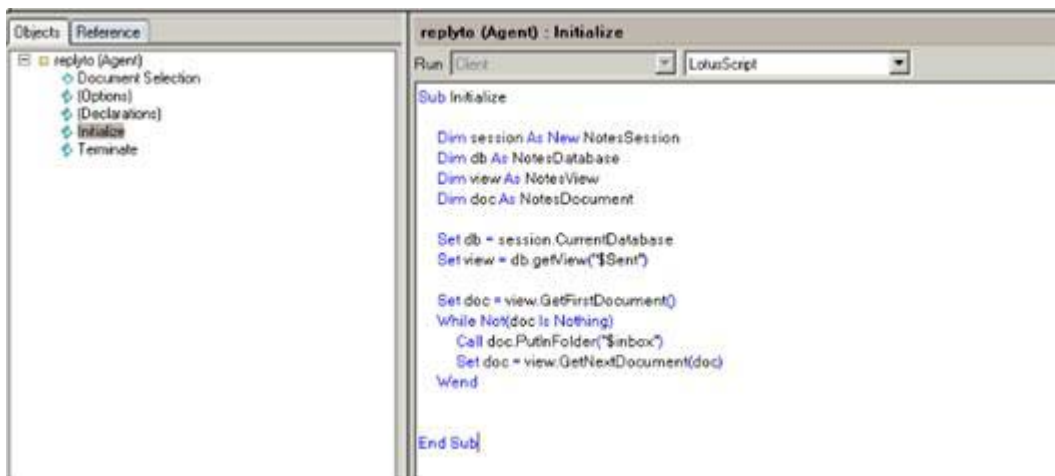 Objects Reference
replyto (Agent)
Document Selection
(Options)
(Declarations)
Initialize
Terminate
replyto (Agent) : Initialize
Run Client LotusScript
Sub Initialize
Dim session As New NotesSession
Dim db As NotesDatabase
Dim view As NotesView
Dim doc As NotesDocument
Set db = session.CurrentDatabase
Set view = db.getView("$Sent")
Set doc = view.GetFirstDocument()
While Not(doc Is Nothing)
Call doc.PutInFolder("$inbox")
Set doc = view.GetNextDocument(doc)
Wend
End Sub